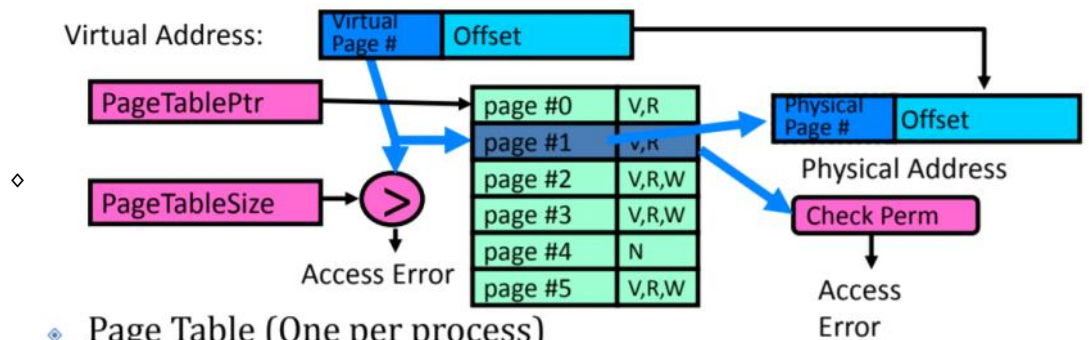 Virtual Address:
Virtual
Page #
Offset
PageTablePtr
page #0 V,R
page #1 V,R
page #2 V,R,W
page #3 V,R,W
page #4 N
page #5 V,R,W
Physical
Page #
Offset
Physical Address
PageTableSize
>
Access Error
Check Perm
Access
Error
Page Table (One per process)